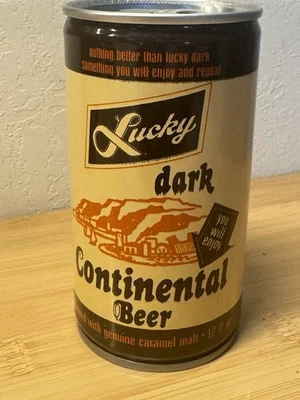 nothing better than lucky dark
something you will enjoy and repeat
Lucky
dark
you
will
enjoy
Continental
Beer
with genuine caramel malt • 12 fl